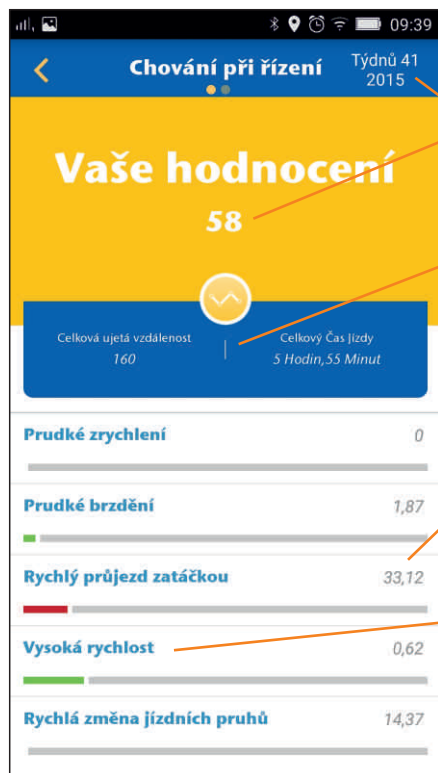 09:39
Chování při řízení
Týdnů 41
2015
Vaše hodnocení
58
Celková ujetá vzdálenost
160
Celkový Čas Jízdy
5 Hodin,55 Minut
Prudké zrychlení 0
Prudké brzdění 1,87
Rychlý průjezd zatáčkou 33,12
Vysoká rychlost 0,62
Rychlá změna jízdních pruhů 14,37